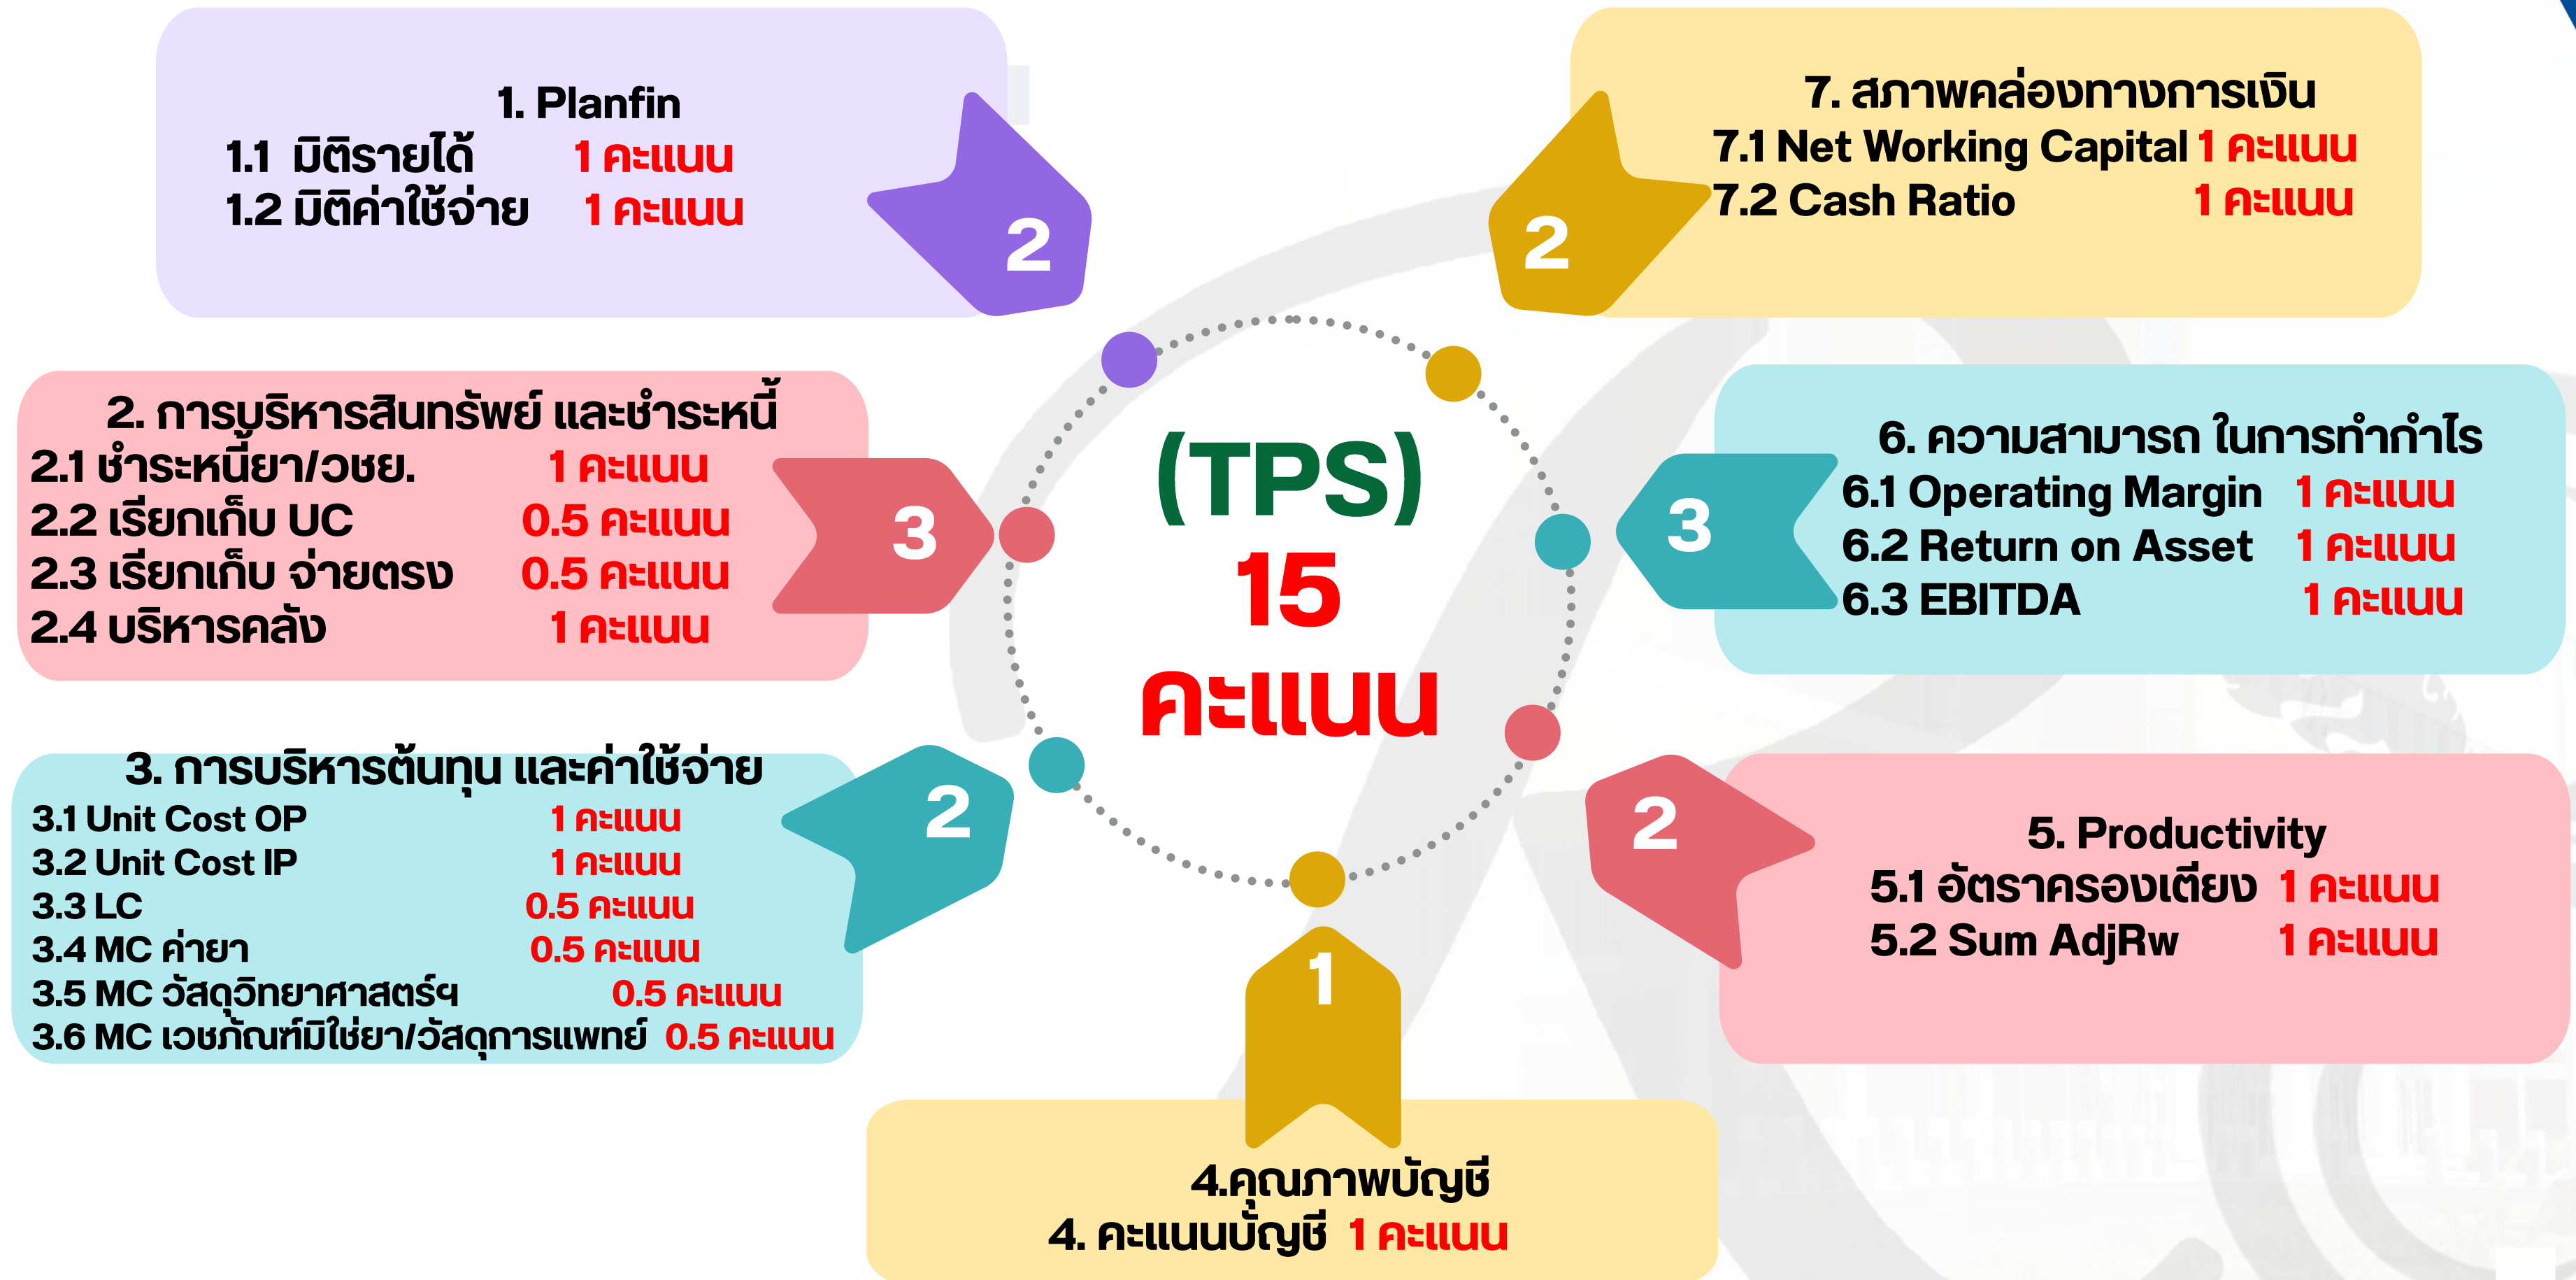 1. Planfin
1.1 มิติรายได้ 1 คะแนน
1.2 มิติค่าใช้จ่าย 1 คะแนน
2
2. การบริหารสินทรัพย์ และชำระหนี้
2.1 ชำระหนี้ยา/วชย. 1 คะแนน
2.2 เรียกเก็บ UC 0.5 คะแนน
2.3 เรียกเก็บ จ่ายตรง 0.5 คะแนน
2.4 บริหารคลัง 1 คะแนน
3
3. การบริหารต้นทุน และค่าใช้จ่าย
3.1 Unit Cost OP 1 คะแนน
3.2 Unit Cost IP 1 คะแนน
3.3 LC 0.5 คะแนน
3.4 MC ค่ายา 0.5 คะแนน
3.5 MC วัสดุวิทยาศาสตร์ฯ 0.5 คะแนน
3.6 MC เวชภัณฑ์มิใช่ยา/วัสดุการแพทย์ 0.5 คะแนน
2
(TPS)
15
คะแนน
1
4.คุณภาพบัญชี
4. คะแนนบัญชี 1 คะแนน
2
5. Productivity
5.1 อัตราครองเตียง 1 คะแนน
5.2 Sum AdjRw 1 คะแนน
3
6. ความสามารถ ในการทำกำไร
6.1 Operating Margin 1 คะแนน
6.2 Return on Asset 1 คะแนน
6.3 EBITDA 1 คะแนน
2
7. สภาพคล่องทางการเงิน
7.1 Net Working Capital 1 คะแนน
7.2 Cash Ratio 1 คะแนน